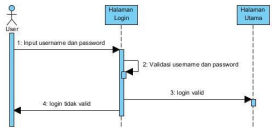 Halaman
Login
Halaman
Utama
User
1: Input username dan password
2: Validasi username dan password
3: login valid
4: login tidak valid